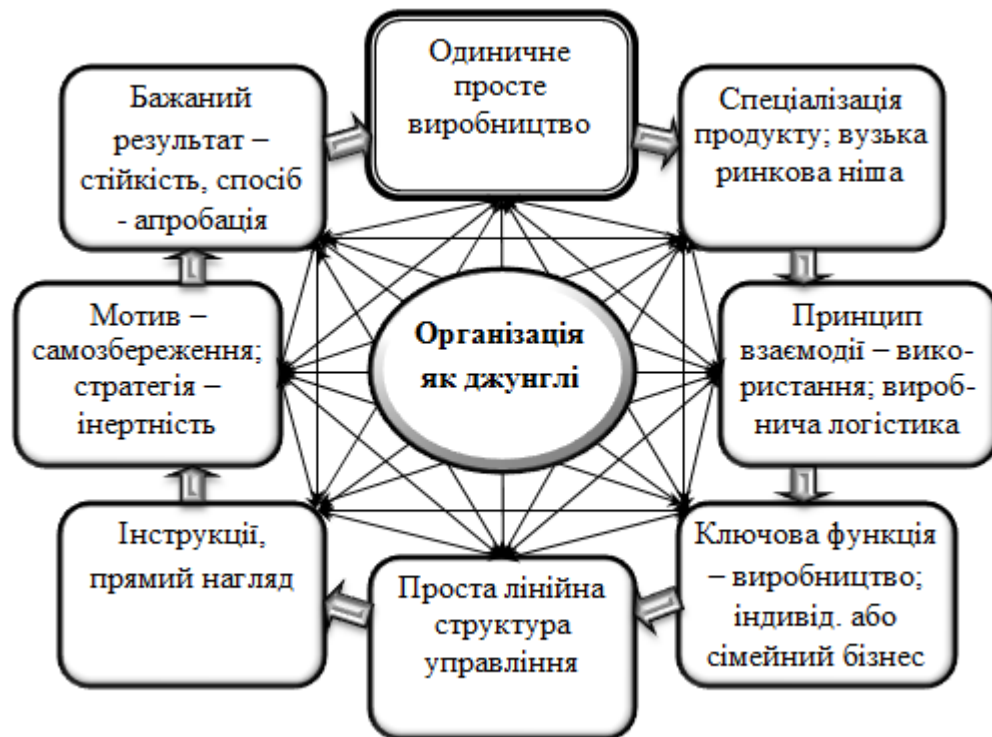 Одиничне
просте
виробництво
Спеціалізація
продукту; вузька
ринкова ніша
Принцип
взаємодії – вико-
ристання; вироб-
нича логістика
Ключова функція
– виробництво;
індивід. або
сімейний бізнес
Проста лінійна
структура
управління
Інструкції,
прямий нагляд
Мотив –
самозбереження;
стратегія –
інертність
Бажаний
результат –
стійкість, спосіб
- апробація
Організація
як джунглі